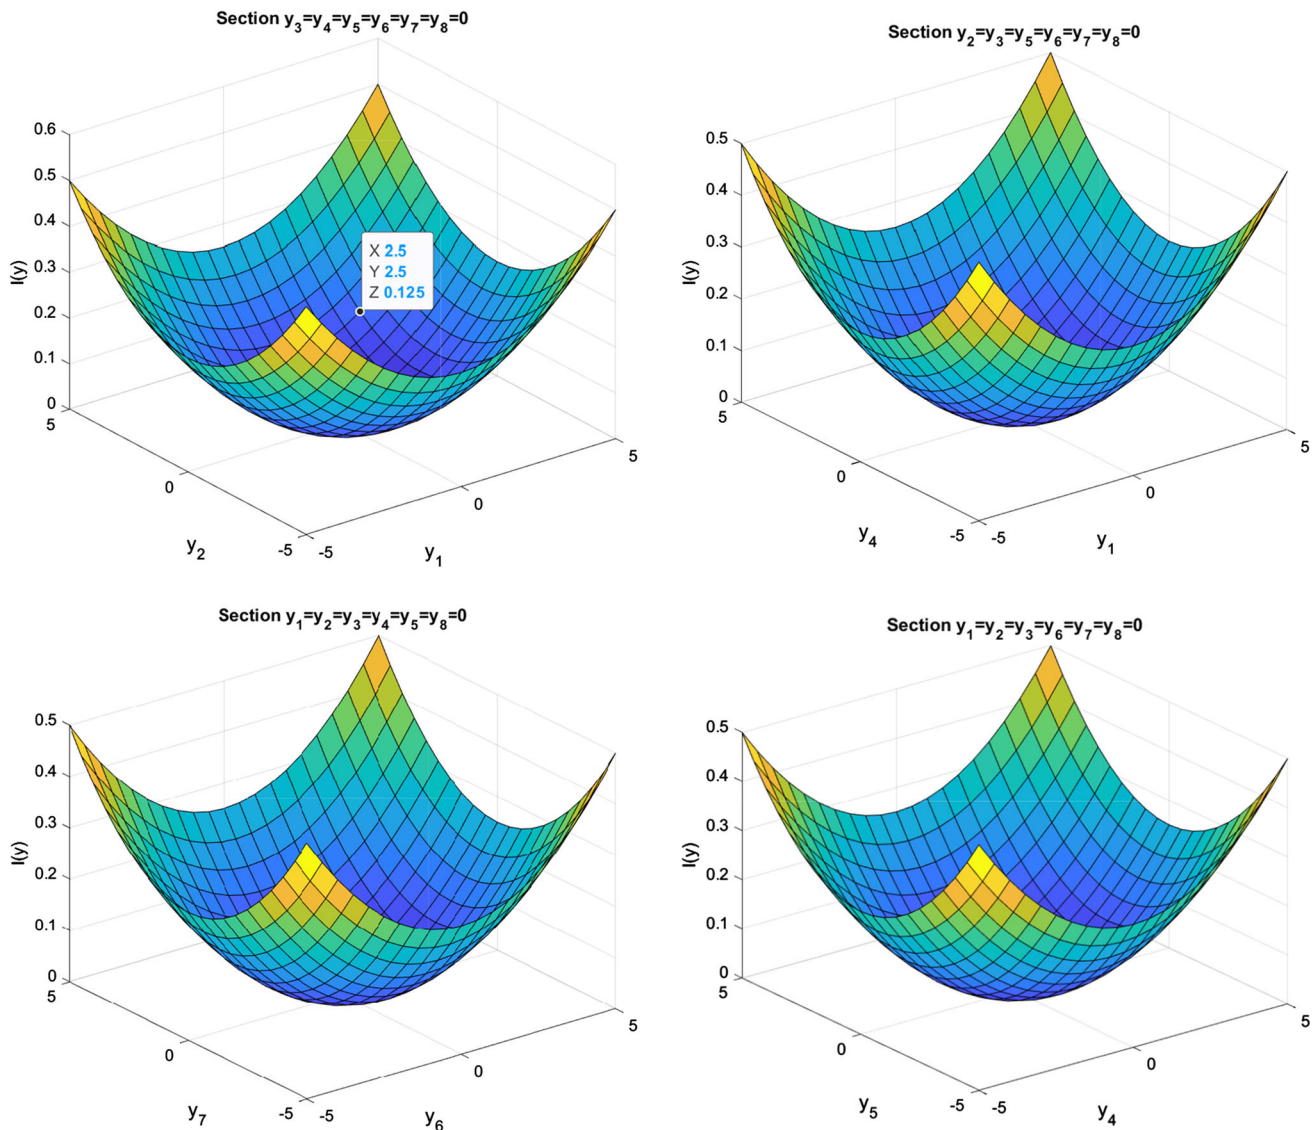 Section y3=y4=y5=y6=y7=y8=0
0.6
0.5
0.4
0.3
0.2
0.1
0
I(y)
X 2.5
Y 2.5
Z 0.125
5
0
-5
y2
-5
0
5
y1
Section y2=y3=y5=y6=y7=y8=0
0.5
0.4
0.3
0.2
0.1
0
I(y)
5
0
-5
y4
-5
0
5
y1
Section y1=y2=y3=y4=y5=y8=0
0.5
0.4
0.3
0.2
0.1
0
I(y)
5
0
-5
y7
-5
0
5
y6
Section y1=y2=y3=y6=y7=y8=0
0.5
0.4
0.3
0.2
0.1
0
I(y)
5
0
-5
y5
-5
0
5
y4